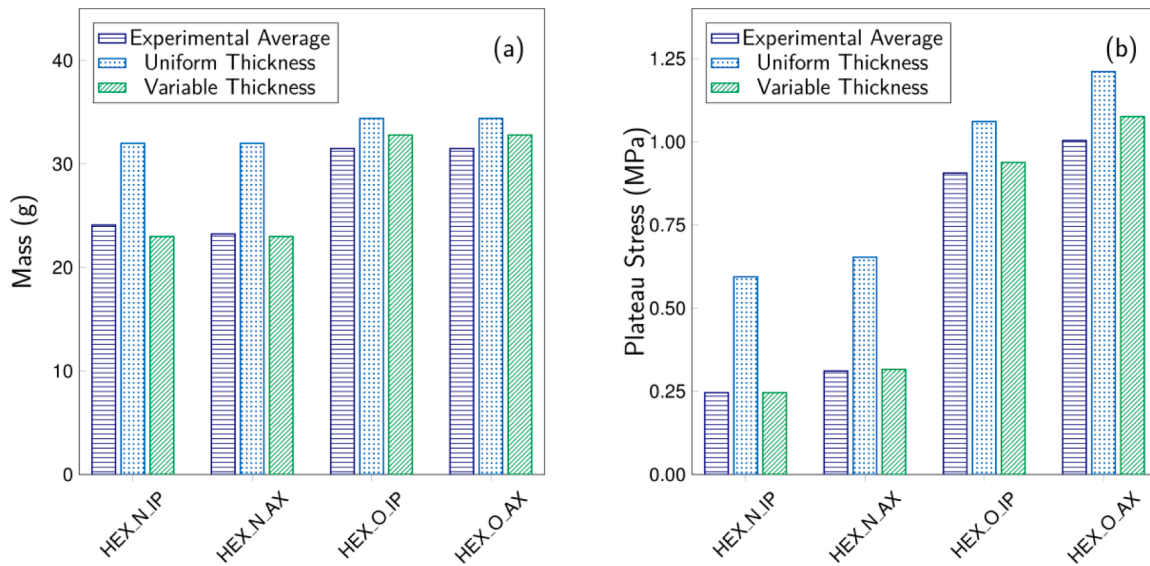 Experimental Average
Uniform Thickness
Variable Thickness
(a)
Mass (g)
40
30
20
10
0
HEX_N_IP
HEX_N_AX
HEX_O_IP
HEX_O_AX
Experimental Average
Uniform Thickness
Variable Thickness
(b)
Plateau Stress (MPa)
1.25
1.00
0.75
0.50
0.25
0.00
HEX_N_IP
HEX_N_AX
HEX_O_IP
HEX_O_AX